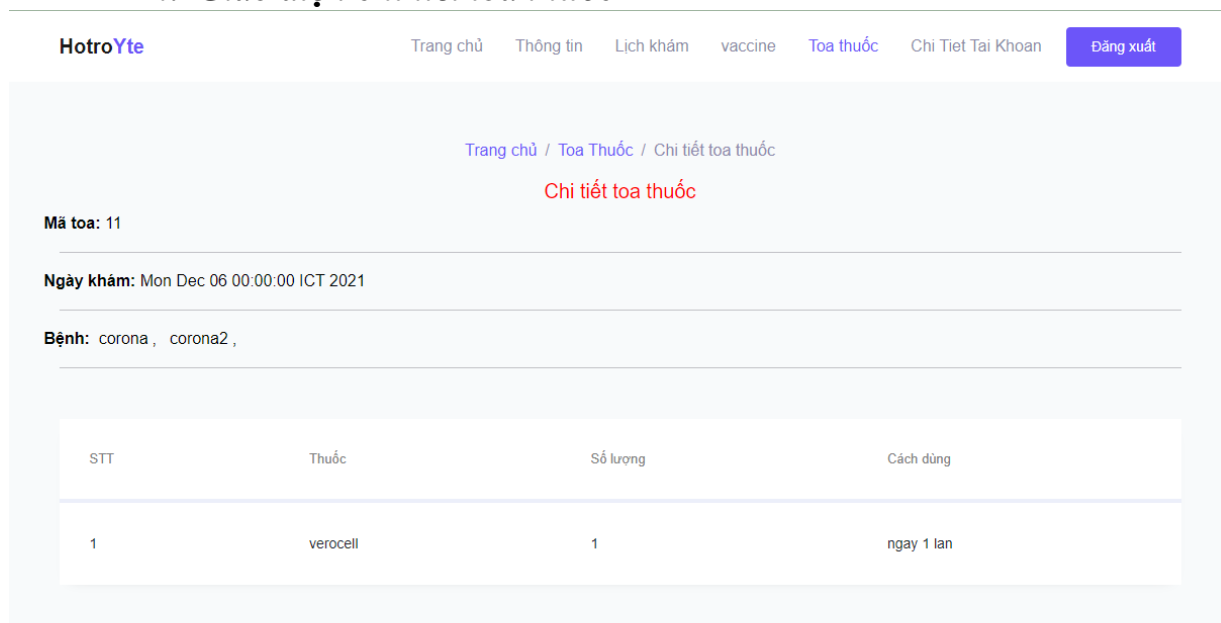 HotroYte Trang chủ Thông tin Lịch khám vaccine Toa thuốc Chi Tiet Tai Khoan Đăng xuất
Trang chủ / Toa Thuốc / Chi tiết toa thuốc
Chi tiết toa thuốc
Mã toa: 11
Ngày khám: Mon Dec 06 00:00:00 ICT 2021
Bệnh: corona , corona2 ,
STT Thuốc Số lượng Cách dùng
1 verocell 1 ngay 1 lan